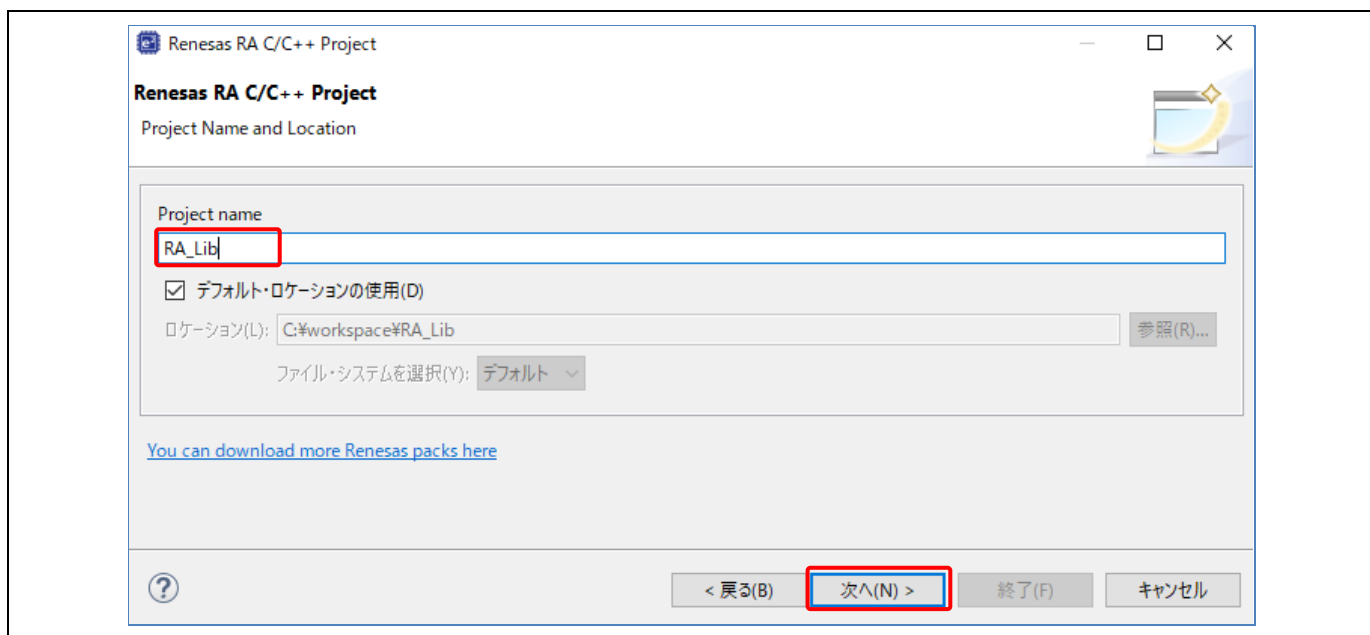 Renesas RA C/C++ Project
Renesas RA C/C++ Project
Project Name and Location
Project name
RA_Lib
デフォルト・ロケーションの使用(D)
ロケーション(L): C:¥workspace¥RA_Lib 参照(R)...
ファイル・システムを選択(Y): デフォルト
You can download more Renesas packs here
? < 戻る(B) 次へ(N) > 終了(F) キャンセル